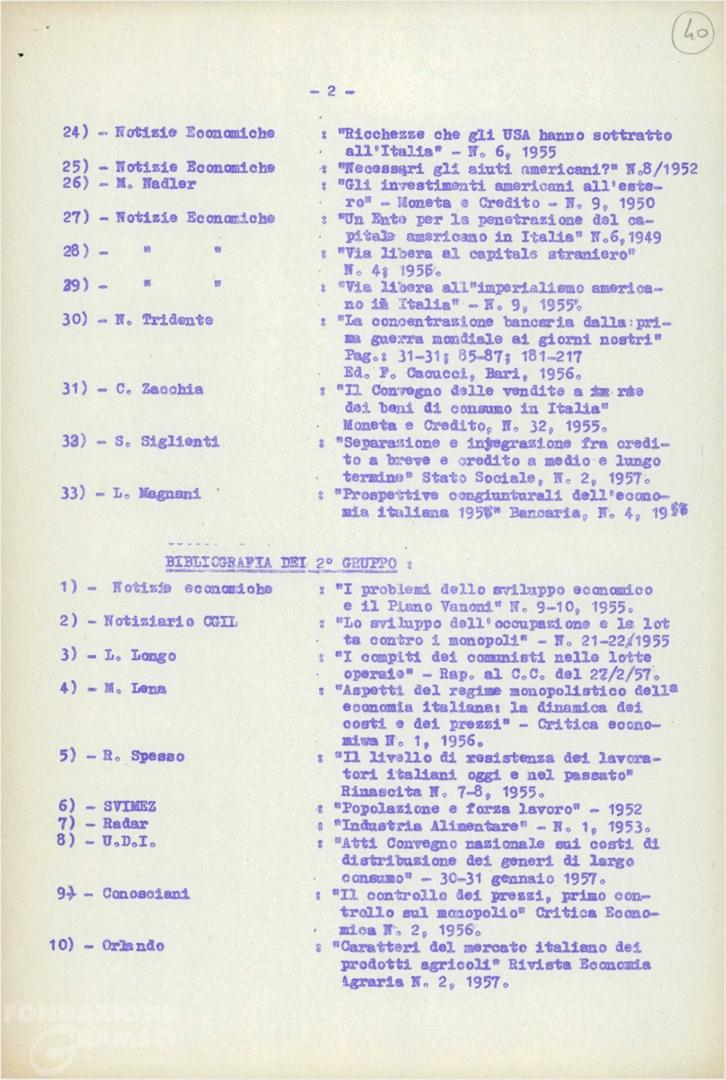 40
- 2 -
24) - Notizie Economiche : "Ricchezze che gli USA hanno sottratto
all'Italia" - N. 6, 1955
25) - Notizie Economiche : "Necessari gli aiuti americani?" N.8/1952
26) - M. Nadler : "Gli investimenti americani all'este-
ro" - Moneta e Credito - N. 9, 1950
27) - Notizie Economiche : "Un Ente per la penetrazione del ca-
pitale americano in Italia" N.6,1949
28) - " " : "Via libera al capitale straniero"
N. 4; 1956.
29) - " " : "Via libera all"imperialismo america-
no in Italia" - N. 9, 1955.
30) - N. Tridente : "La concentrazione bancaria dalla:pri-
ma guerra mondiale ai giorni nostri"
Pag.: 31-31; 85-87; 181-217
Ed. F. Cacucci, Bari, 1956.
31) - C. Zacchia : "Il Convegno delle vendite a rae
dei beni di consumo in Italia"
Moneta e Credito, N. 32, 1955.
32) - S. Siglienti : "Separazione e integrazione fra credi-
to a breve e credito a medio e lungo
termine" Stato Sociale, N. 2, 1957.
33) - L. Magnani : "Prospettive congiunturali dell'econo-
mia italiana 1956" Bancaria, N. 4, 1956
BIBLIOGRAFIA DEI 2° GRUPPO :
1) - Notizie economiche : "I problemi dello sviluppo economico
e il Piano Vanoni" N. 9-10, 1955.
2) - Notiziario CGIL : "Lo sviluppo dell'occupazione e le lot
ta contro i monopoli" - N. 21-22/1955
3) - L. Longo : "I compiti dei comunisti nelle lotte
operaie" - Rap. al C.C. del 22/2/57.
4) - M. Lena : "Aspetti del regime monopolistico della
economia italiana: la dinamica dei
costi e dei prezzi" - Critica econo-
mica N. 1, 1956.
5) - R. Spesso : "Il livello di resistenza dei lavora-
tori italiani oggi e nel passato"
Rinascita N. 7-8, 1955.
6) - SVIMEZ : "Popolazione e forza lavoro" - 1952
7) - Radar : "Industria Alimentare" - N. 1, 1953.
8) - U.D.I. : "Atti Convegno nazionale sui costi di
distribuzione dei generi di largo
consumo" - 30-31 gennaio 1957.
9) - Conosciani : "Il controllo dei prezzi, primo con-
trollo sul monopolio" Critica Econo-
mica N. 2, 1956.
10) - Orlando : "Caratteri del mercato italiano dei
prodotti agricoli" Rivista Economia
Agraria N. 2, 1957.
FONDAZIONE
GRAMSCI